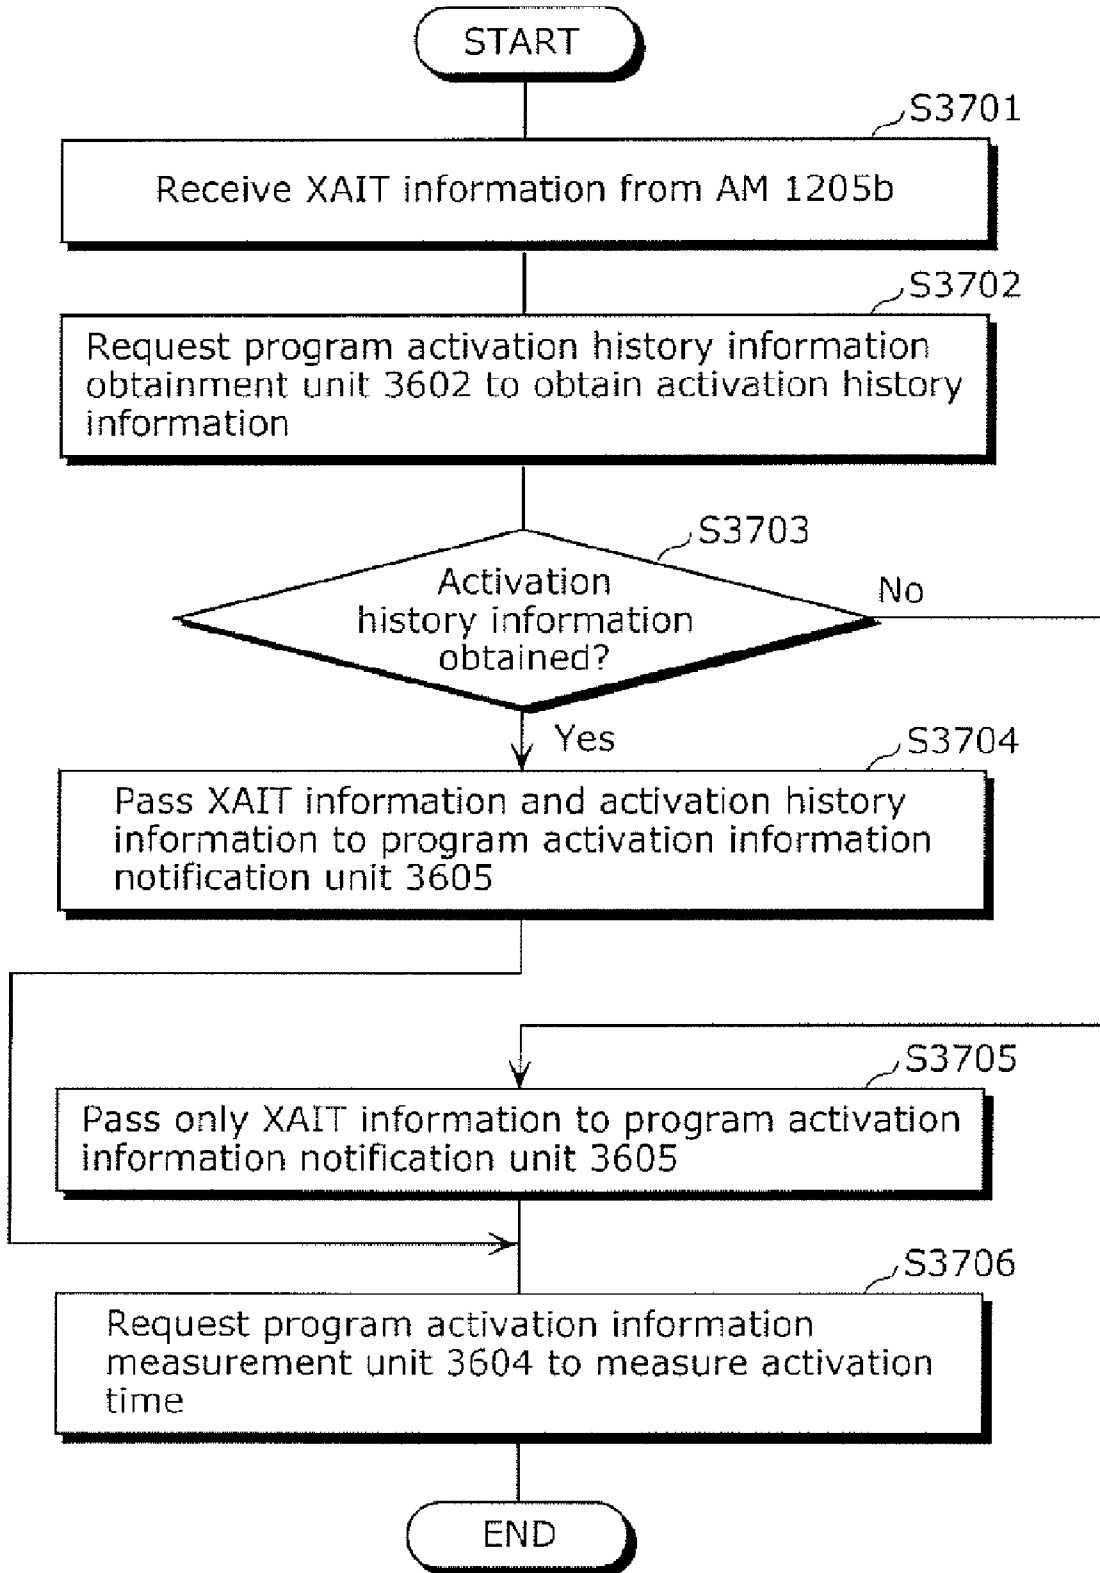 START
S3701
Receive XAIT information from AM 1205b
S3702
Request program activation history information
obtainment unit 3602 to obtain activation history
information
S3703
Activation
history information
obtained?
No
Yes
S3704
Pass XAIT information and activation history
information to program activation information
notification unit 3605
S3705
Pass only XAIT information to program activation
information notification unit 3605
S3706
Request program activation information
measurement unit 3604 to measure activation
time
END